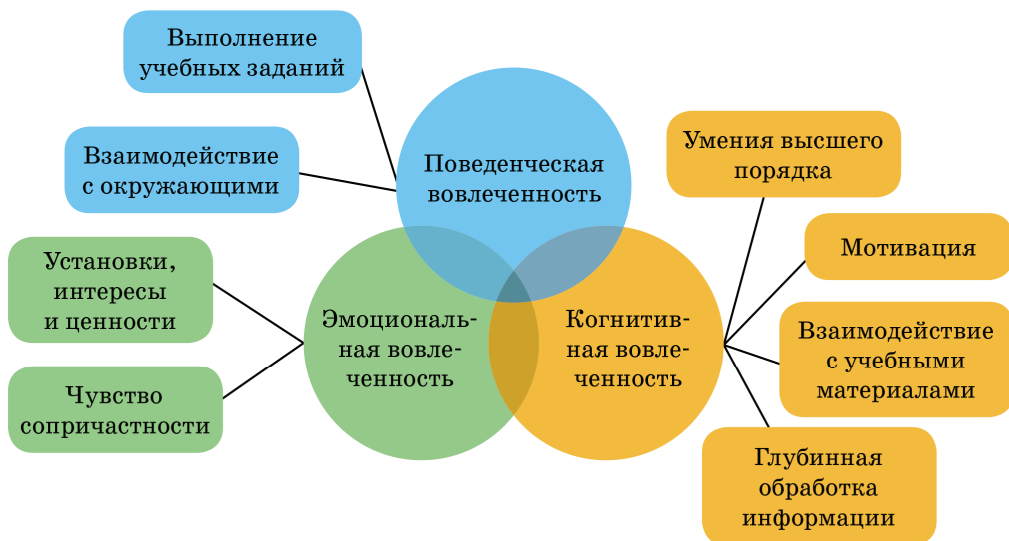 Выполнение
учебных заданий
Взаимодействие
с окружающими
Поведенческая
вовлеченность
Умения высшего
порядка
Мотивация
Установки,
интересы
и ценности
Эмоциональ-
ная вовле-
ченность
Когнитив-
ная вовле-
ченность
Взаимодействие
с учебными
материалами
Чувство
сопричастности
Глубинная
обработка
информации